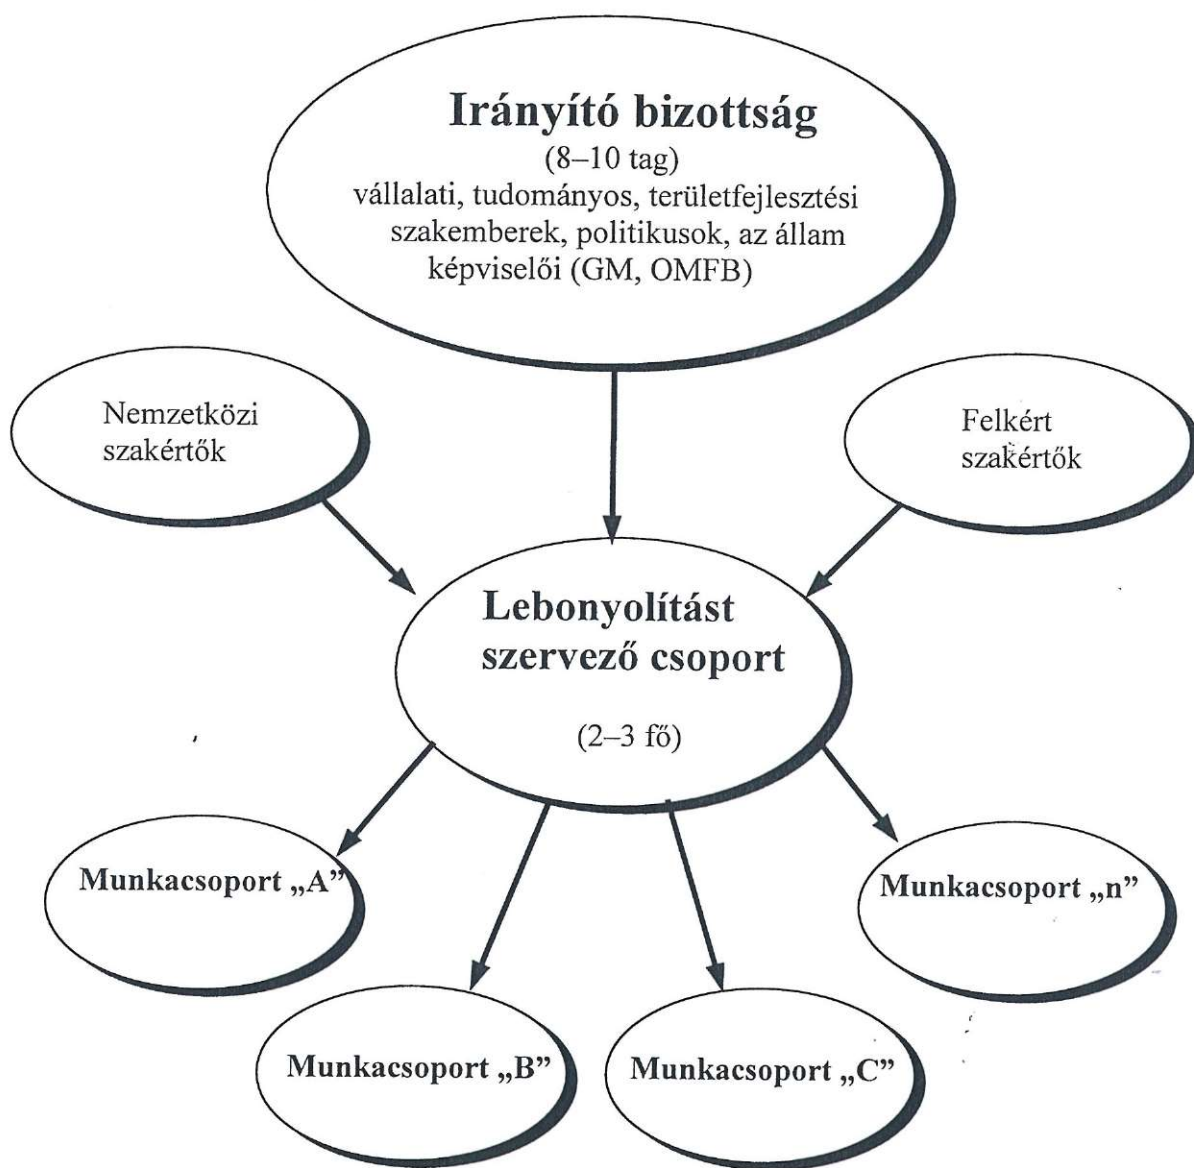 Irányító bizottság
(8–10 tag)
vállalati, tudományos, területfejlesztési
szakemberek, politikusok, az állam
képviselői (GM, OMFB)
Nemzetközi
szakértők
Felkért
szakértők
Lebonyolítást
szervező csoport
(2–3 fő)
Munkacsoport „A”
Munkacsoport „n”
Munkacsoport „B”
Munkacsoport „C”